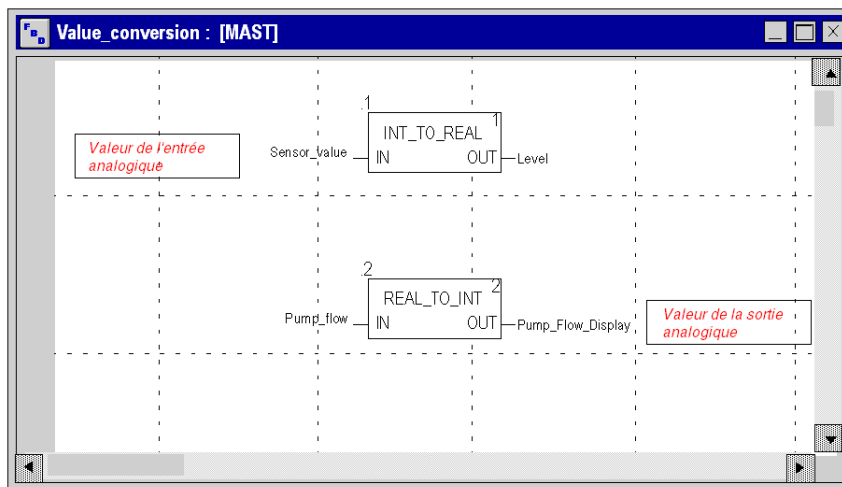 FBD Value_conversion : [MAST]
.1
1
INT_TO_REAL
Valeur de l'entrée
analogique
Sensor_Value
IN OUT
Level
.2
2
REAL_TO_INT
Pump_flow
IN OUT
Pump_Flow_Display
Valeur de la sortie
analogique